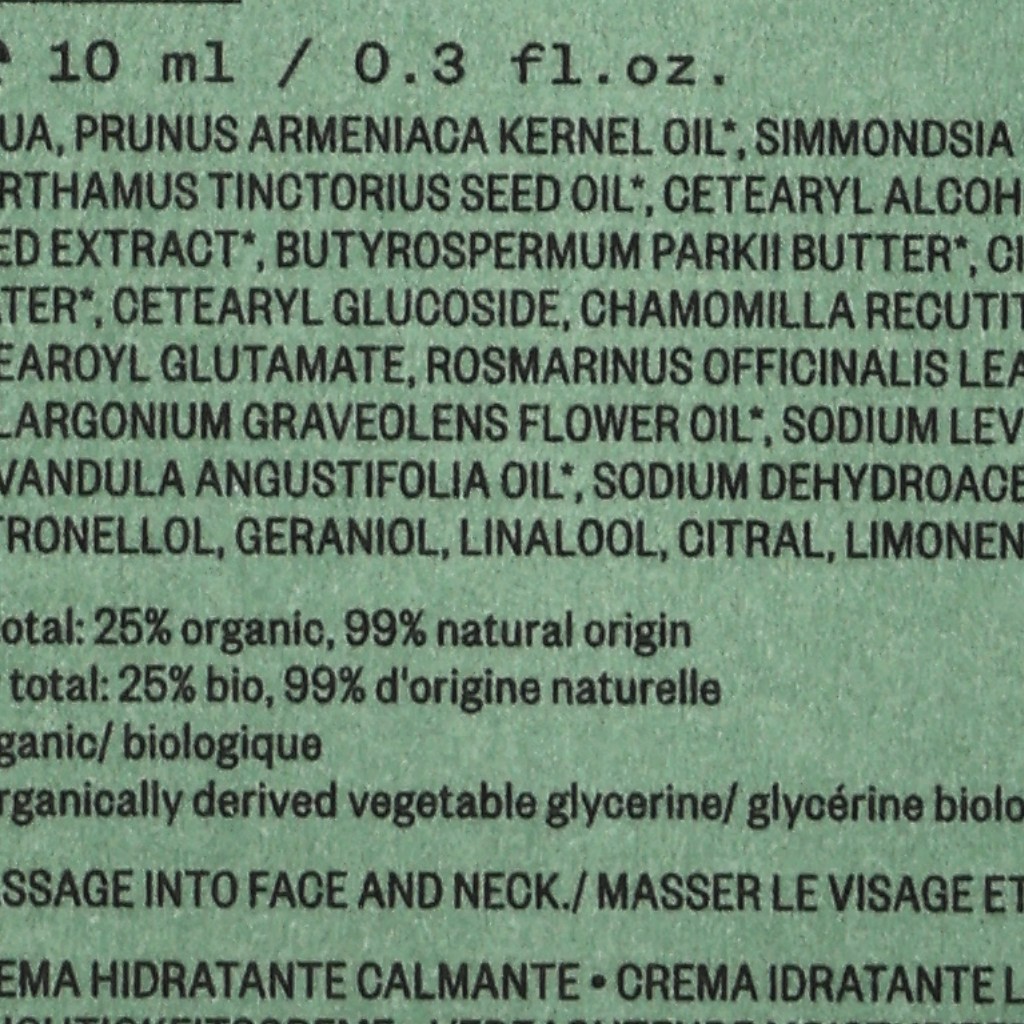 ℮ 10 ml / 0.3 fl.oz.
UA, PRUNUS ARMENIACA KERNEL OIL*, SIMMONDSIA
RTHAMUS TINCTORIUS SEED OIL*, CETEARYL ALCOH
ED EXTRACT*, BUTYROSPERMUM PARKII BUTTER*, CI
TER*, CETEARYL GLUCOSIDE, CHAMOMILLA RECUTIT
EAROYL GLUTAMATE, ROSMARINUS OFFICINALIS LEA
LARGONIUM GRAVEOLENS FLOWER OIL*, SODIUM LEV
VANDULA ANGUSTIFOLIA OIL*, SODIUM DEHYDROACE
TRONELLOL, GERANIOL, LINALOOL, CITRAL, LIMONEN
otal: 25% organic, 99% natural origin
total: 25% bio, 99% d'origine naturelle
ganic/ biologique
rganically derived vegetable glycerine/ glycérine biolo
SSAGE INTO FACE AND NECK./ MASSER LE VISAGE ET
EMA HIDRATANTE CALMANTE • CREMA IDRATANTE L